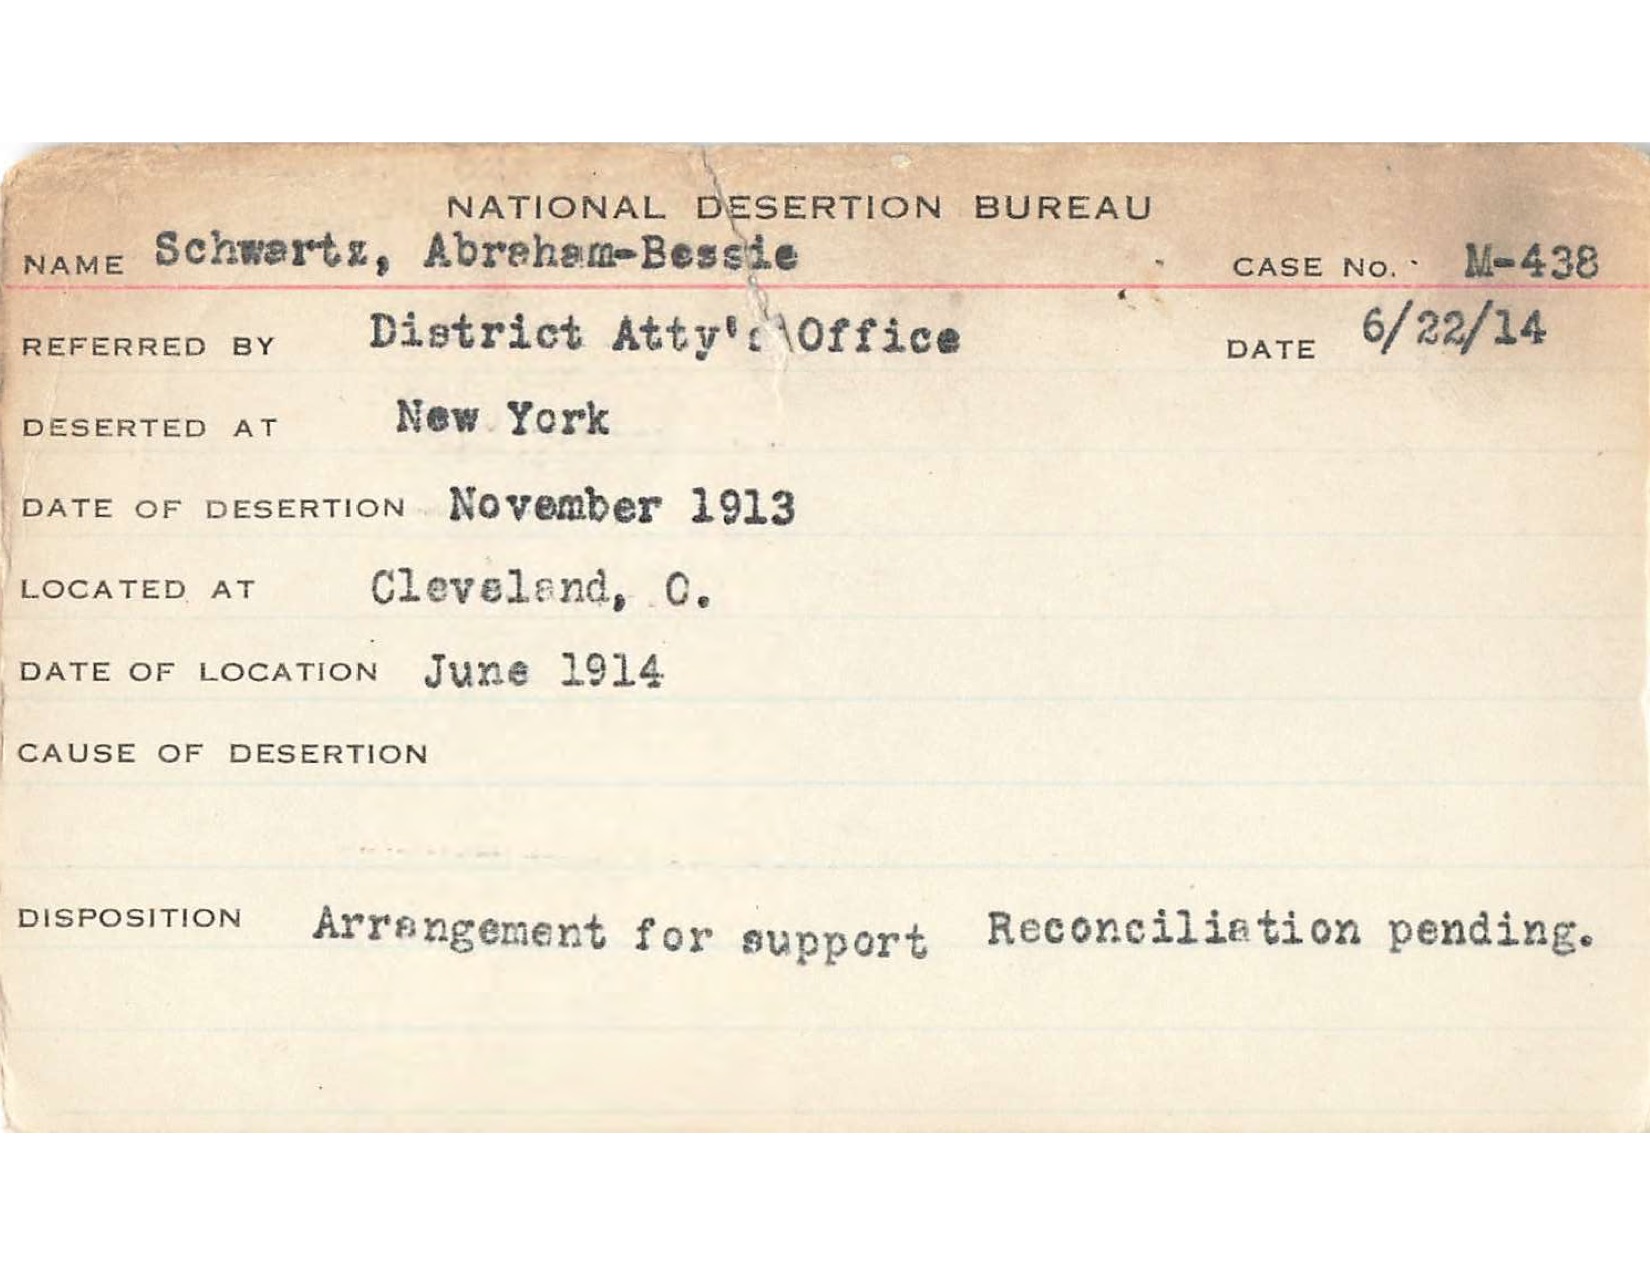 NATIONAL DESERTION BUREAU
NAME Schwartz, Abraham-Bessie CASE No. M-438
REFERRED BY District Atty's Office DATE 6/22/14
DESERTED AT New York
DATE OF DESERTION November 1913
LOCATED AT Cleveland, O.
DATE OF LOCATION June 1914
CAUSE OF DESERTION
DISPOSITION Arrangement for support Reconciliation pending.